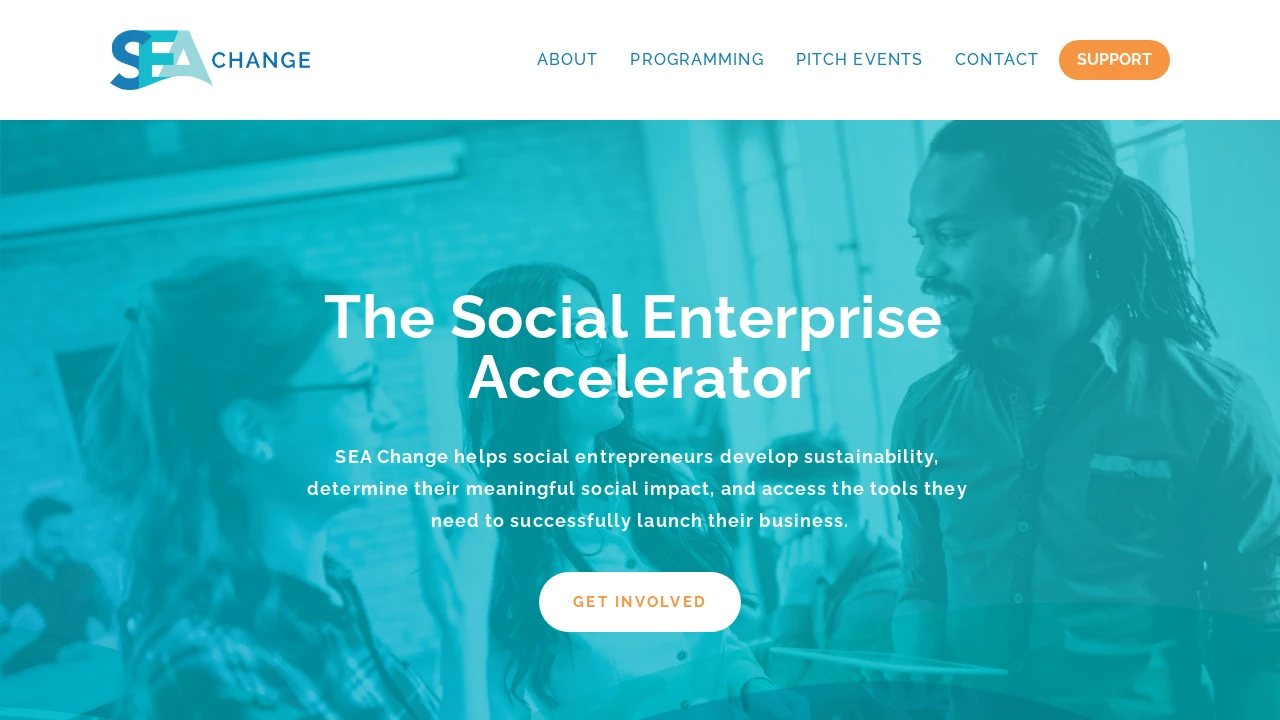 SEA CHANGE
ABOUT
PROGRAMMING
PITCH EVENTS
CONTACT
SUPPORT
The Social Enterprise
Accelerator
SEA Change helps social entrepreneurs develop sustainability,
determine their meaningful social impact, and access the tools they
need to successfully launch their business.
GET INVOLVED